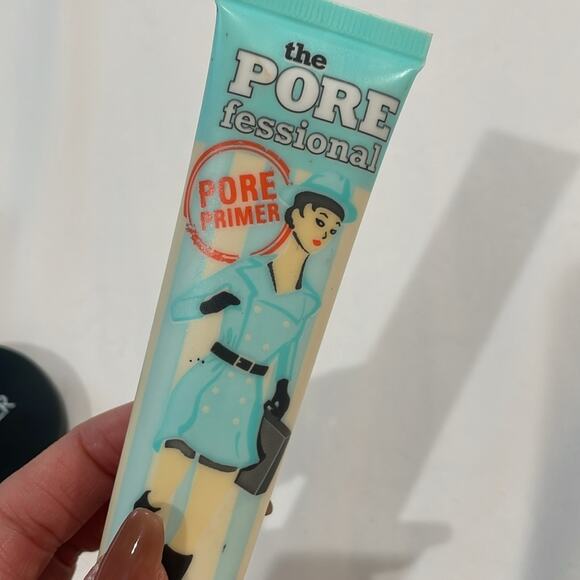 the
PORE
fessional
PORE
PRIMER